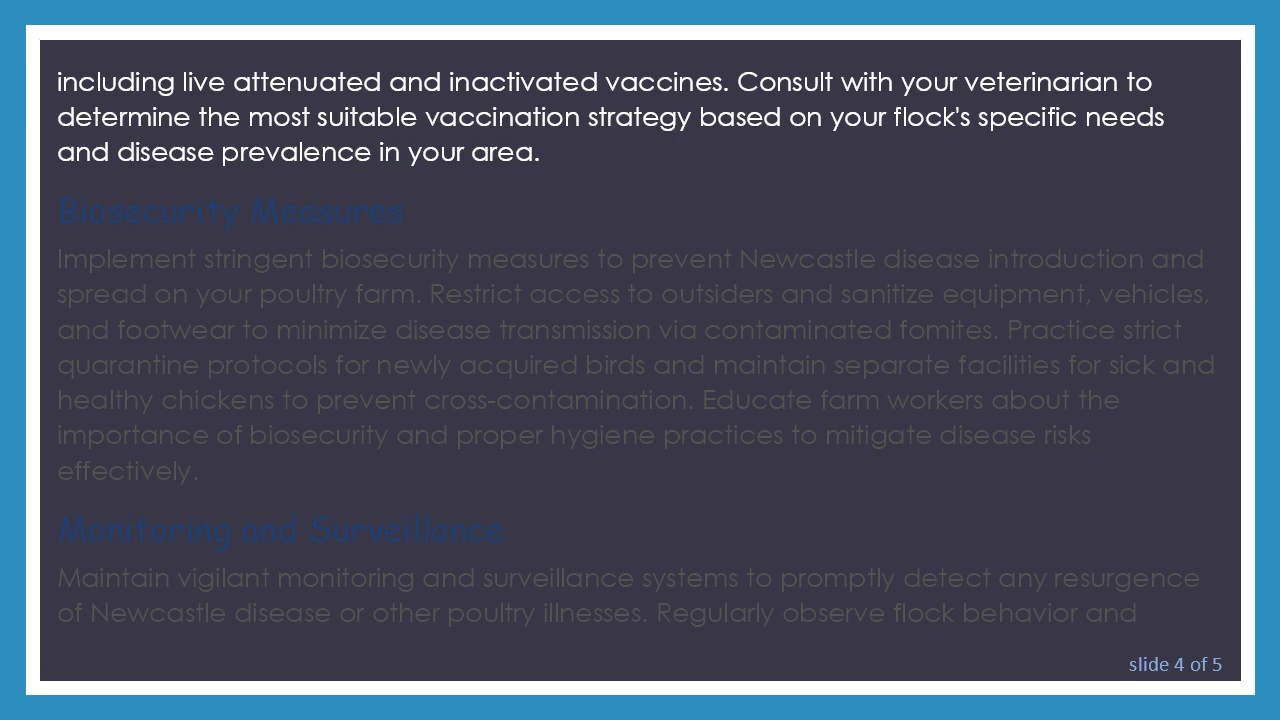 including live attenuated and inactivated vaccines. Consult with your veterinarian to
determine the most suitable vaccination strategy based on your flock's specific needs
and disease prevalence in your area.
Biosecurity Measures
Implement stringent biosecurity measures to prevent Newcastle disease introduction and
spread on your poultry farm. Restrict access to outsiders and sanitize equipment, vehicles,
and footwear to minimize disease transmission via contaminated fomites. Practice strict
quarantine protocols for newly acquired birds and maintain separate facilities for sick and
healthy chickens to prevent cross-contamination. Educate farm workers about the
importance of biosecurity and proper hygiene practices to mitigate disease risks
effectively.
Monitoring and Surveillance
Maintain vigilant monitoring and surveillance systems to promptly detect any resurgence
of Newcastle disease or other poultry illnesses. Regularly observe flock behavior and
slide 4 of 5